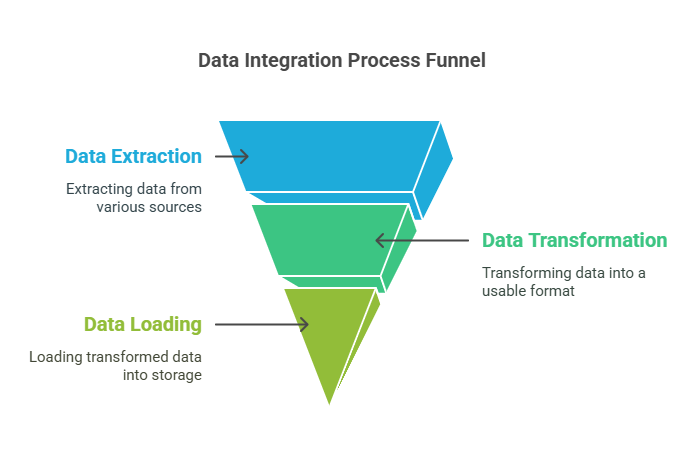 Data Integration Process Funnel
Data Extraction
Extracting data from
various sources
Data Transformation
Transforming data into a
usable format
Data Loading
Loading transformed data
into storage